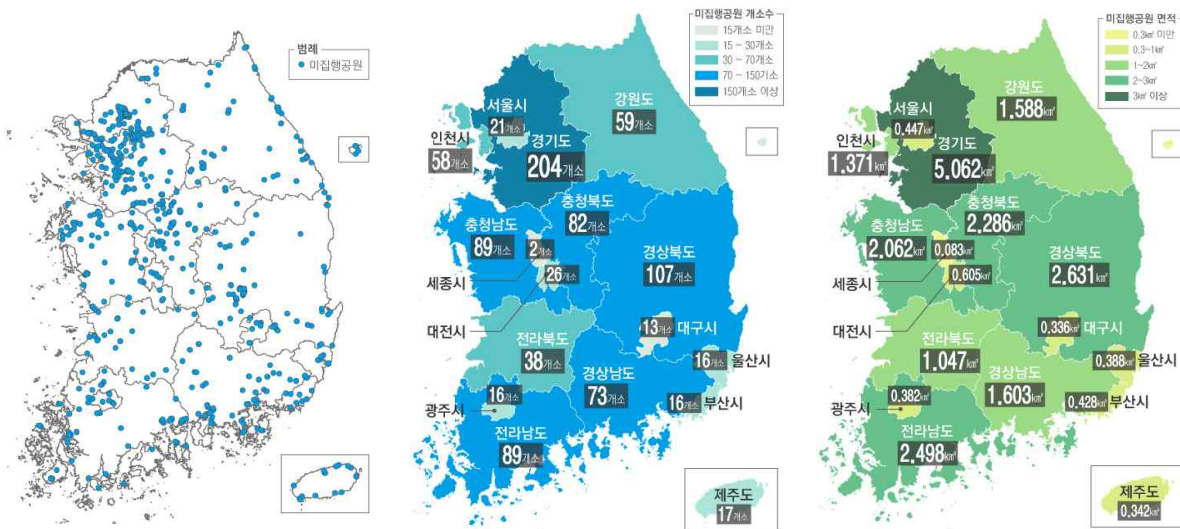 범례
미집행공원
미집행공원 개소수
15개소 미만
15 ~ 30개소
30 ~ 70개소
70 ~ 150기소
150개소 이상
서울시
21개소
인천시
58개소
경기도
204개소
강원도
59개소
충청북도
82개소
충청남도
89개소
2개소
세종시
26개소
대전시
경상북도
107개소
13개소
대구시
전라북도
38개소
경상남도
73개소
16개소
울산시
16개소
부산시
16개소
광주시
전라남도
89개소
제주도
17개소
미집행공원 면적
0.3㎢ 미만
0.3~1㎢
1~2㎢
2~3㎢
3㎢ 이상
서울시
0.447㎢
인천시
1.371㎢
경기도
5.062㎢
강원도
1.588㎢
충청북도
2.286㎢
충청남도
2.062㎢
0.083㎢
세종시
0.605㎢
대전시
경상북도
2.631㎢
0.336㎢
대구시
전라북도
1.047㎢
경상남도
1.603㎢
0.388㎢
울산시
0.428㎢
부산시
0.382㎢
광주시
전라남도
2.498㎢
제주도
0.342㎢